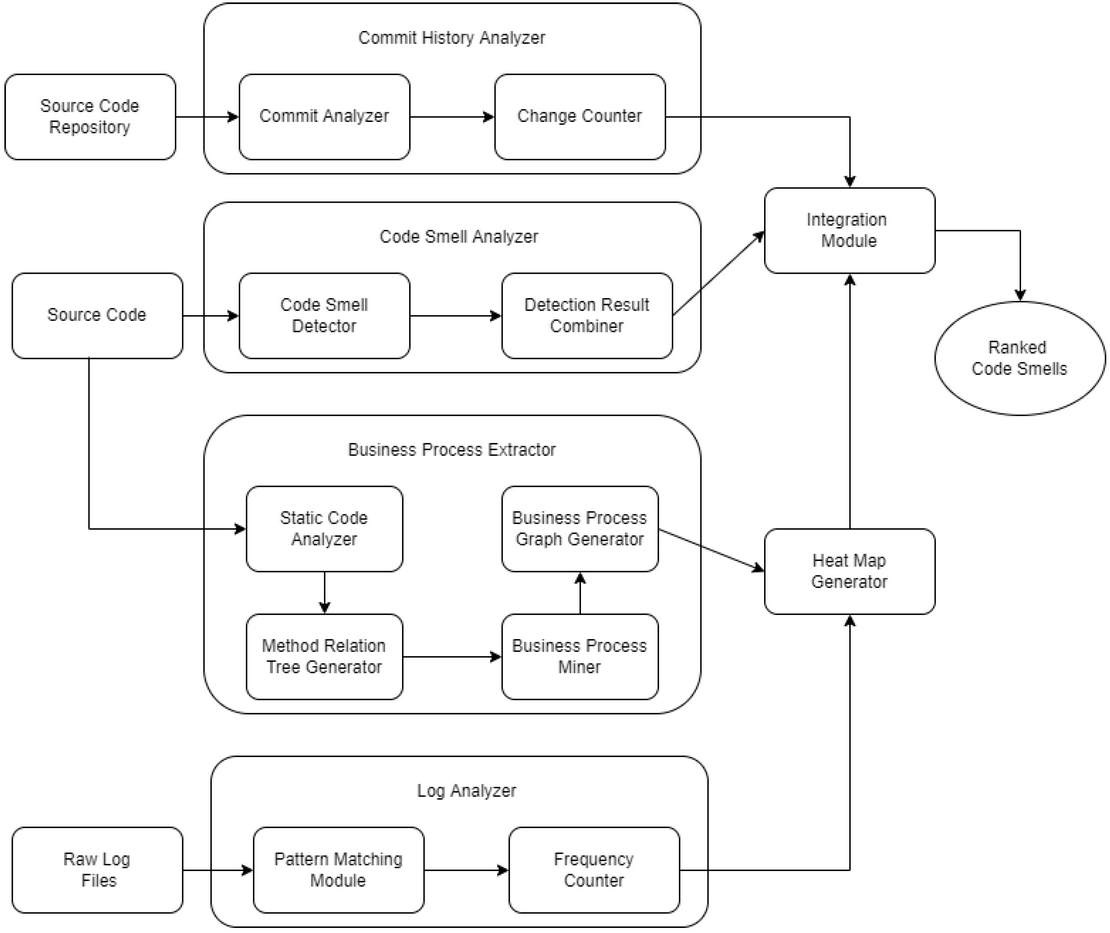 Commit History Analyzer
Source Code
Repository
Commit Analyzer
Change Counter
Integration
Module
Code Smell Analyzer
Source Code
Code Smell
Detector
Detection Result
Combiner
Ranked
Code Smells
Business Process Extractor
Static Code
Analyzer
Business Process
Graph Generator
Heat Map
Generator
Method Relation
Tree Generator
Business Process
Miner
Log Analyzer
Raw Log
Files
Pattern Matching
Module
Frequency
Counter